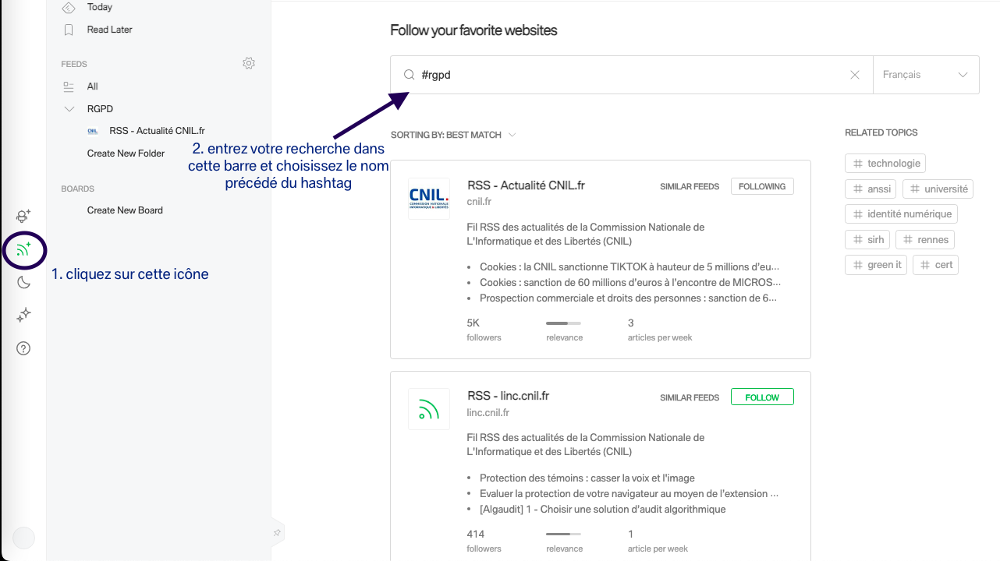 Today
Read Later
FEEDS
All
RGPD
CNIL.
RSS - Actualité CNIL.fr
Create New Folder
BOARDS
Create New Board
1. cliquez sur cette icône
Follow your favorite websites
#rgpd
Français
2. entrez votre recherche dans
cette barre et choisissez le nom
précédé du hashtag
SORTING BY: BEST MATCH
CNIL.
COMMISSION NATIONALE
INFORMATIQUE & LIBERTÉS
RSS - Actualité CNIL.fr
SIMILAR FEEDS
FOLLOWING
cnil.fr
Fil RSS des actualités de la Commission Nationale de
L'Informatique et des Libertés (CNIL)
• Cookies : la CNIL sanctionne TIKTOK à hauteur de 5 millions d'eu...
• Cookies : sanction de 60 millions d'euros à l'encontre de MICROS...
• Prospection commerciale et droits des personnes : sanction de 6...
5K
3
followers
relevance
articles per week
RSS - linc.cnil.fr
SIMILAR FEEDS
FOLLOW
linc.cnil.fr
Fil RSS des actualités de la Commission Nationale de
L'Informatique et des Libertés (CNIL)
• Protection des témoins : casser la voix et l'image
• Evaluer la protection de votre navigateur au moyen de l'extension ...
• [Algaudit] 1 - Choisir une solution d'audit algorithmique
414
1
followers
relevance
article per week
RELATED TOPICS
# technologie
# anssi
# université
# identité numérique
# sirh
# rennes
# green it
# cert